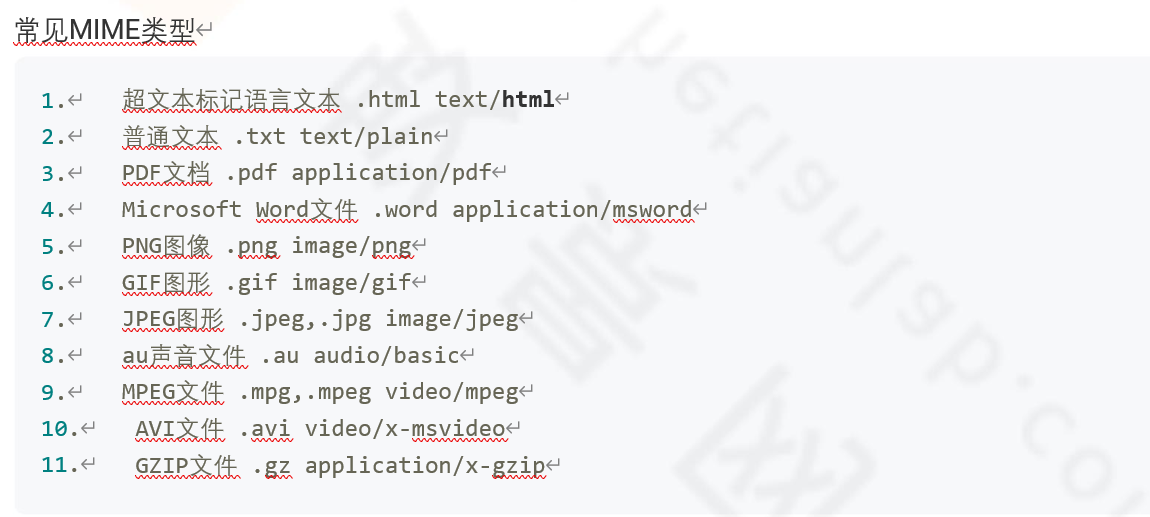 常见MIME类型
1. 超文本标记语言文本 .html text/html
2. 普通文本 .txt text/plain
3. PDF文档 .pdf application/pdf
4. Microsoft Word文件 .word application/msword
5. PNG图像 .png image/png
6. GIF图形 .gif image/gif
7. JPEG图形 .jpeg,.jpg image/jpeg
8. au声音文件 .au audio/basic
9. MPEG文件 .mpg,.mpeg video/mpeg
10. AVI文件 .avi video/x-msvideo
11. GZIP文件 .gz application/x-gzip